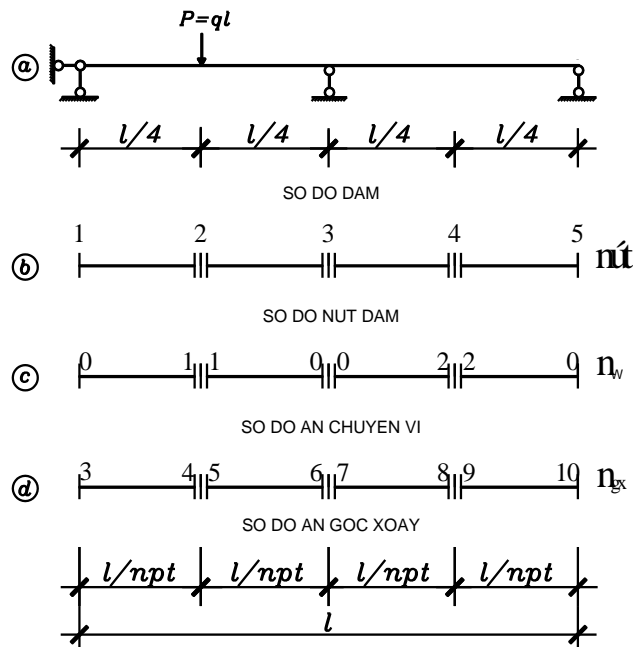 P=ql
a
l/4 l/4 l/4 l/4
SO DO DAM
1 2 3 4 5
b nút
SO DO NUT DAM
0 1 1 0 0 2 2 0
c nw
SO DO AN CHUYEN VI
3 4 5 6 7 8 9 10
d ngx
SO DO AN GOC XOAY
l/npt l/npt l/npt l/npt
l